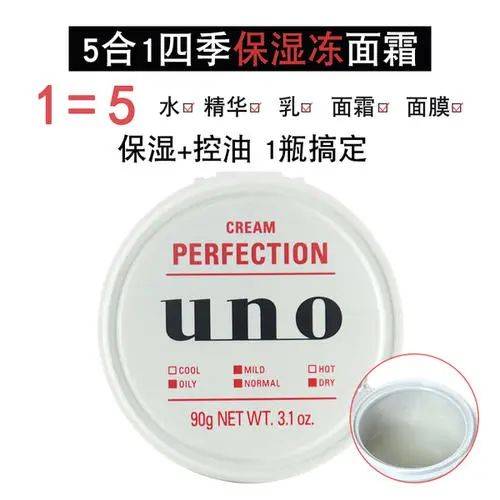 5合1四季保湿冻面霜
1=5 水 精华 乳 面霜 面膜
保湿+控油 1瓶搞定
CREAM
PERFECTION
uno
COOL MILD HOT
OILY NORMAL DRY
90g NET WT. 3.1 oz.